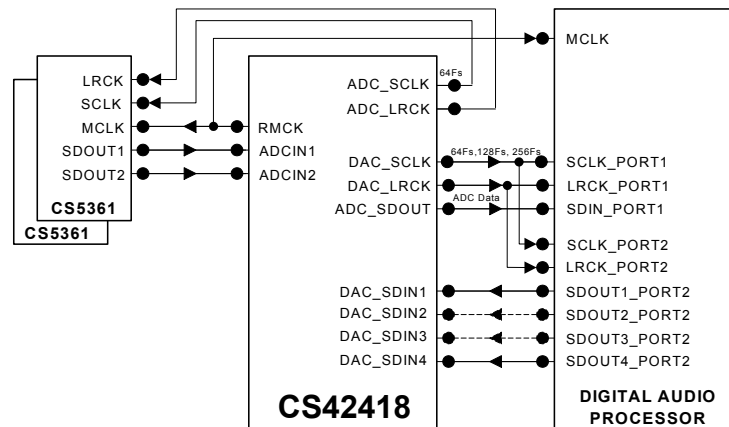 LRCK
SCLK
MCLK
SDOUT1
SDOUT2
CS5361
CS5361
ADC_SCLK
64Fs
ADC_LRCK
RMCK
ADCIN1
ADCIN2
DAC_SCLK
64Fs,128Fs, 256Fs
DAC_LRCK
ADC_SDOUT
ADC Data
DAC_SDIN1
DAC_SDIN2
DAC_SDIN3
DAC_SDIN4
CS42418
MCLK
SCLK_PORT1
LRCK_PORT1
SDIN_PORT1
SCLK_PORT2
LRCK_PORT2
SDOUT1_PORT2
SDOUT2_PORT2
SDOUT3_PORT2
SDOUT4_PORT2
DIGITAL AUDIO
PROCESSOR